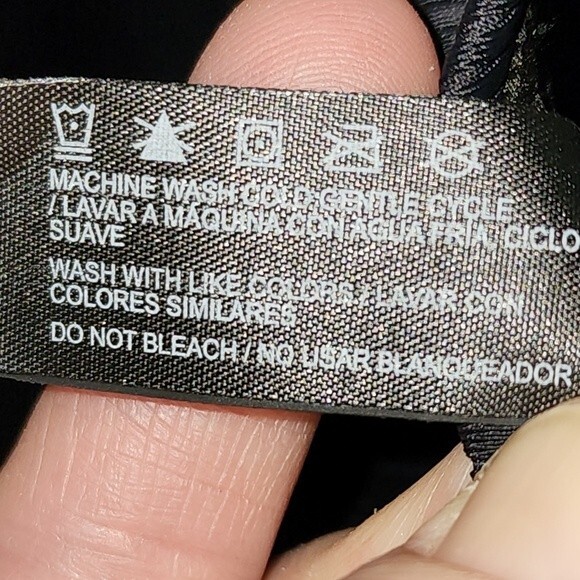 MACHINE WASH COLD GENTLE CYCLE
/ LAVAR A MAQUINA CON AGUA FRIA, CICLO
SUAVE
WASH WITH LIKE COLORS / LAVAR CON
COLORES SIMILARES
DO NOT BLEACH / NO USAR BLANQUEADOR